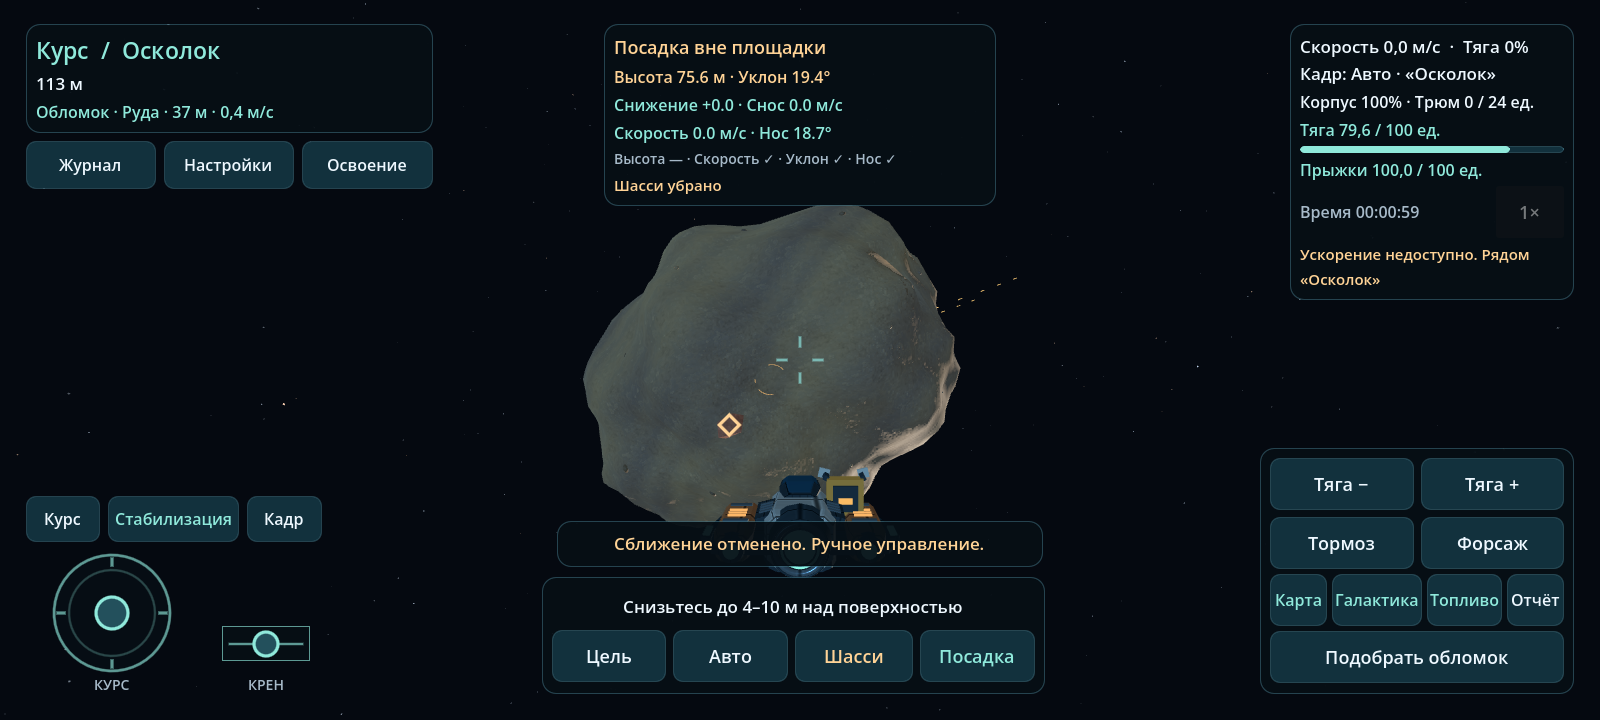 Курс / Осколок
113 м
Обломок · Руда · 37 м · 0,4 м/с
Журнал
Настройки
Освоение
Посадка вне площадки
Высота 75.6 м · Уклон 19.4°
Снижение +0.0 · Снос 0.0 м/с
Скорость 0.0 м/с · Нос 18.7°
Высота — · Скорость ✓ · Уклон ✓ · Нос ✓
Шасси убрано
Скорость 0,0 м/с · Тяга 0%
Кадр: Авто · «Осколок»
Корпус 100% · Трюм 0 / 24 ед.
Тяга 79,6 / 100 ед.
Прыжки 100,0 / 100 ед.
Время 00:00:59
1×
Ускорение недоступно. Рядом
«Осколок»
Курс
Стабилизация
Кадр
КУРС
КРЕН
Сближение отменено. Ручное управление.
Снизьтесь до 4–10 м над поверхностью
Цель
Авто
Шасси
Посадка
Тяга −
Тяга +
Тормоз
Форсаж
Карта
Галактика
Топливо
Отчёт
Подобрать обломок